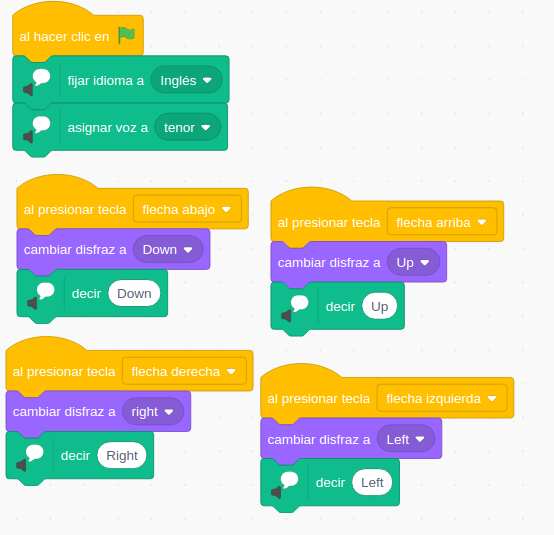 al hacer clic en
fijar idioma a Inglés
asignar voz a tenor
al presionar tecla flecha abajo
cambiar disfraz a Down
decir Down
al presionar tecla flecha arriba
cambiar disfraz a Up
decir Up
al presionar tecla flecha derecha
cambiar disfraz a right
decir Right
al presionar tecla flecha izquierda
cambiar disfraz a Left
decir Left